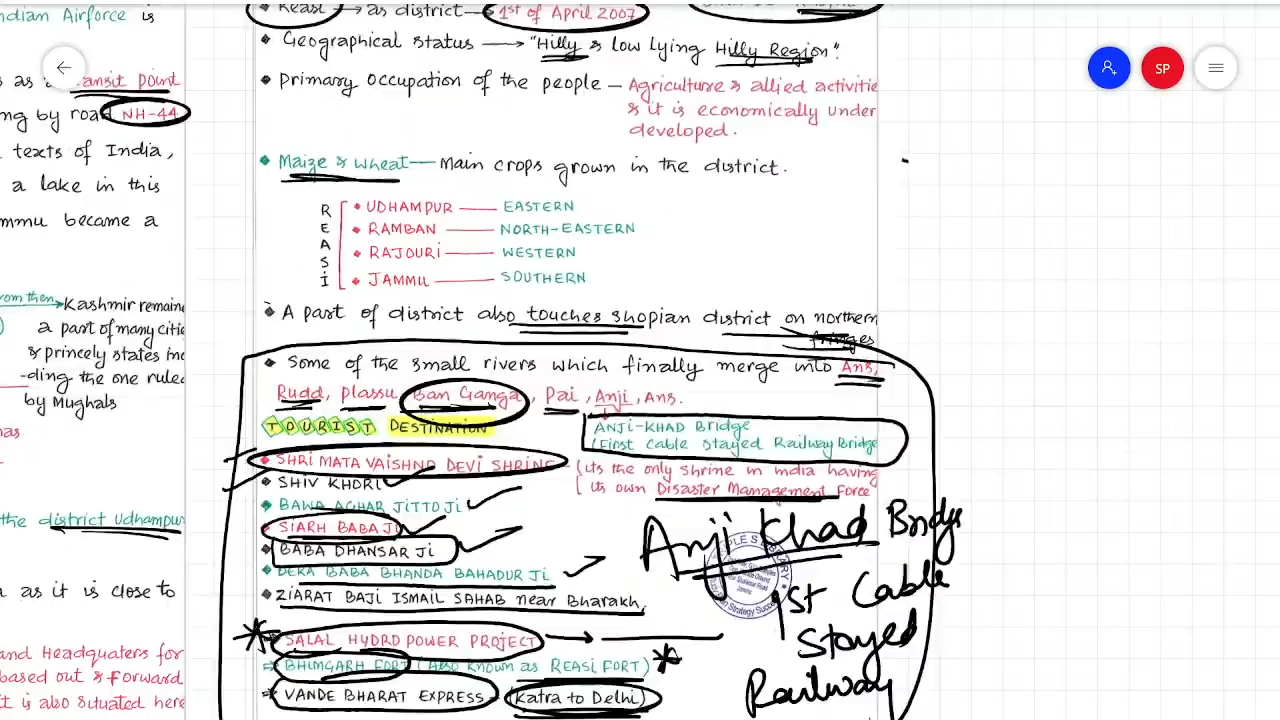 ndian Airforce is
s as a transit point
ng by road NH-44
texts of India,
a lake in this
mmu became a
rom then Kashmir remaine
a part of many citie
& princely states inc
-ding the one ruled
by Mughals
nas
the district Udhampur
n as it is close to
and Headquaters for
based out & forward
it is also situated here
Reasi → as district — 1st of April 2007
Geographical status → "Hilly & low lying Hilly Region".
Primary Occupation of the people — Agriculture & allied activitie
& it is economically under
developed.
Maize & Wheat — main crops grown in the district.
REASI
UDHAMPUR — EASTERN
RAMBAN — NORTH-EASTERN
RAJOURI — WESTERN
JAMMU — SOUTHERN
A part of district also touches shopian district on northern
fringes
Some of the small rivers which finally merge into Ans,
Rudd, Plassu, Ban Ganga, Pai, Anji, Ans.
TOURIST DESTINATION
ANJI-KHAD Bridge
(First Cable Stayed Railway Bridge
SHRI MATA VAISHNO DEVI SHRINE - (its the only shrine in India having
its own Disaster Management Force
SHIV KHORI
BAWA AGHAR JITTO JI
SIARH BABA JI
BABA DHANSAR JI
DERA BABA BHANDA BAHADUR JI
ZIARAT BAJI ISMAIL SAHAB near Bharakh,
SALAL HYDRO POWER PROJECT →
BHIMGARH FORT (Also known as REASI FORT)
VANDE BHARAT EXPRESS - (Katra to Delhi)
Anji Khad Bridge
1st Cable
Stayed
Railway
SP